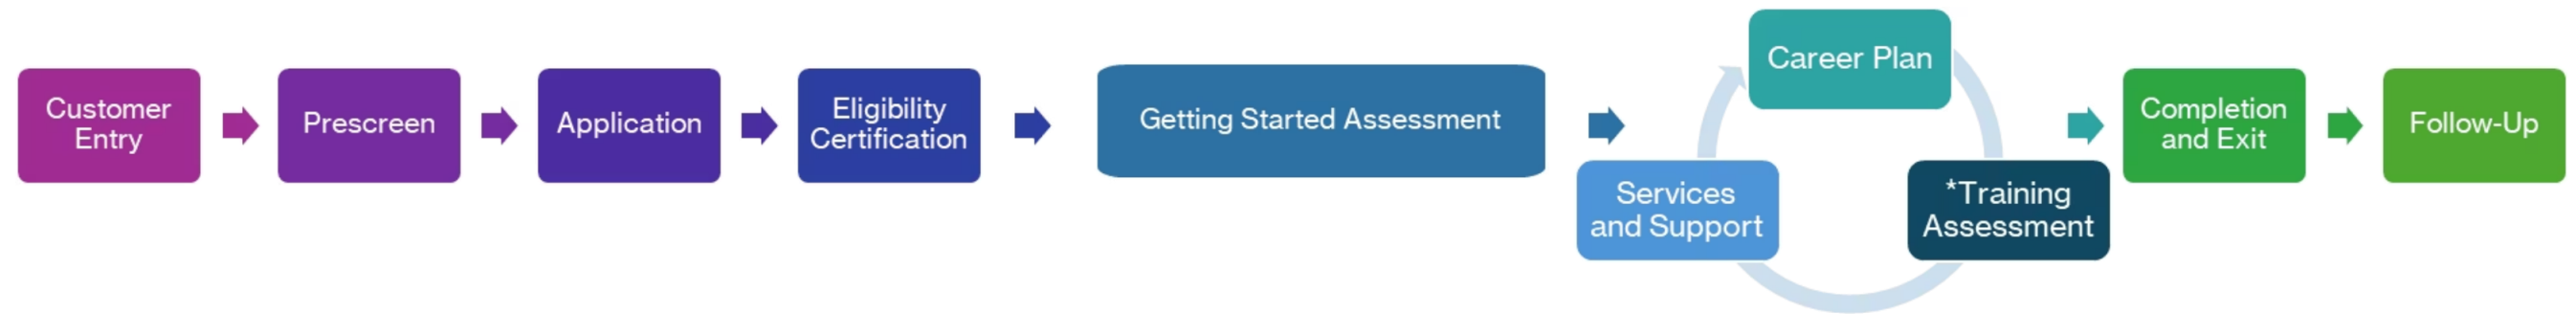 Customer
Entry
Prescreen
Application
Eligibility
Certification
Getting Started Assessment
Career Plan
Services
and Support
*Training
Assessment
Completion
and Exit
Follow-Up